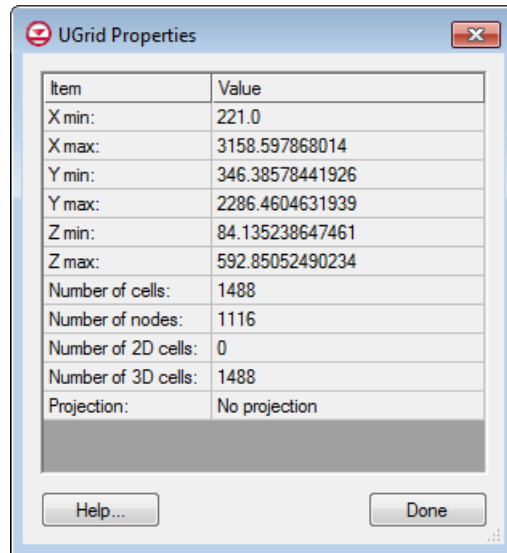 UGrid Properties
Item Value
X min: 221.0
X max: 3158.597868014
Y min: 346.38578441926
Y max: 2286.4604631939
Z min: 84.135238647461
Z max: 592.85052490234
Number of cells: 1488
Number of nodes: 1116
Number of 2D cells: 0
Number of 3D cells: 1488
Projection: No projection
Help... Done